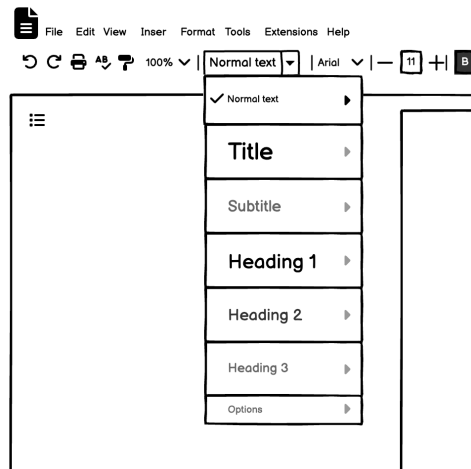 File Edit View Inser Format Tools Extensions Help
AB 100% Normal text Arial 11 B
Normal text
Title
Subtitle
Heading 1
Heading 2
Heading 3
Options